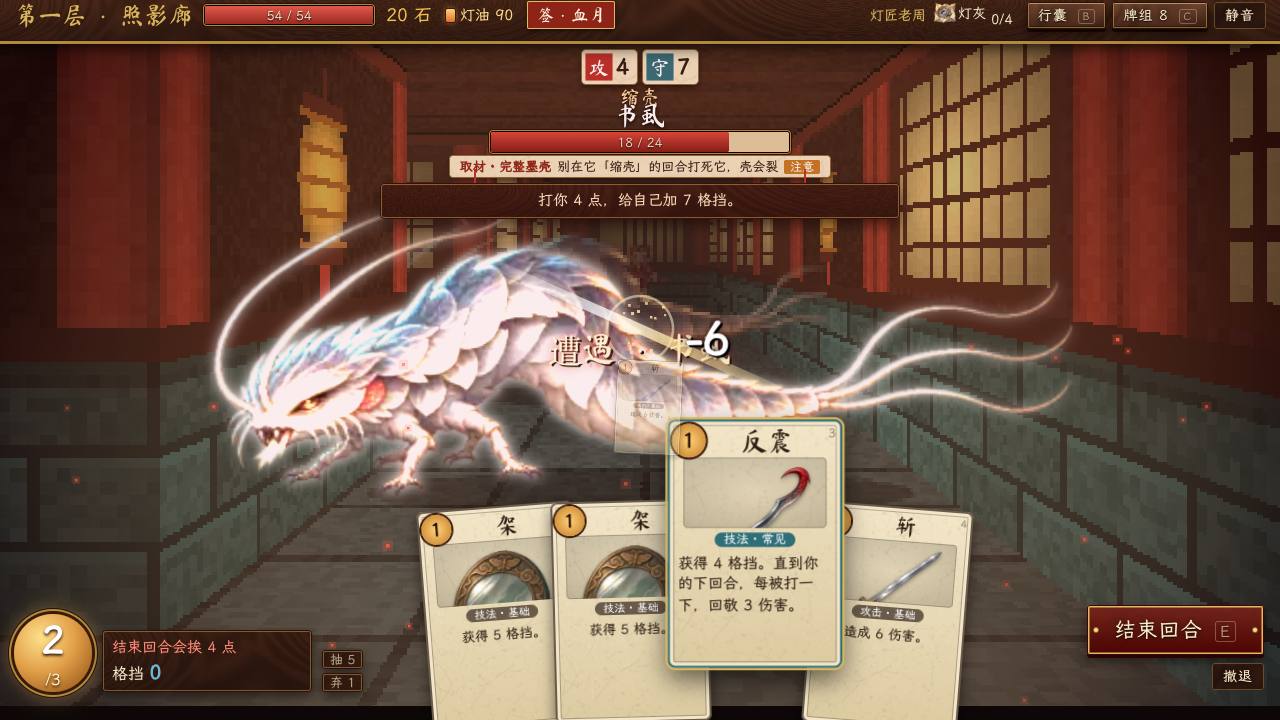 第一层 · 照影廊
54 / 54
20 石
灯油 90
签 · 血月
灯匠老周
灯灰 0/4
行囊 B
牌组 8 C
静音
攻 4
守 7
缩壳
书虱
18 / 24
取材 · 完整墨壳 别在它「缩壳」的回合打死它，壳会裂 注意
打你 4 点，给自己加 7 格挡。
遭遇 · 书
-6
1 架
技法 · 基础
获得 5 格挡。
1 架
技法 · 基础
获得 5 格挡。
1 反震 3
技法 · 常见
获得 4 格挡。直到你
的下回合，每被打一
下，回敬 3 伤害。
斩 4
攻击 · 基础
造成 6 伤害。
2
/3
结束回合会挨 4 点
格挡 0
抽 5
弃 1
结束回合 E
撤退